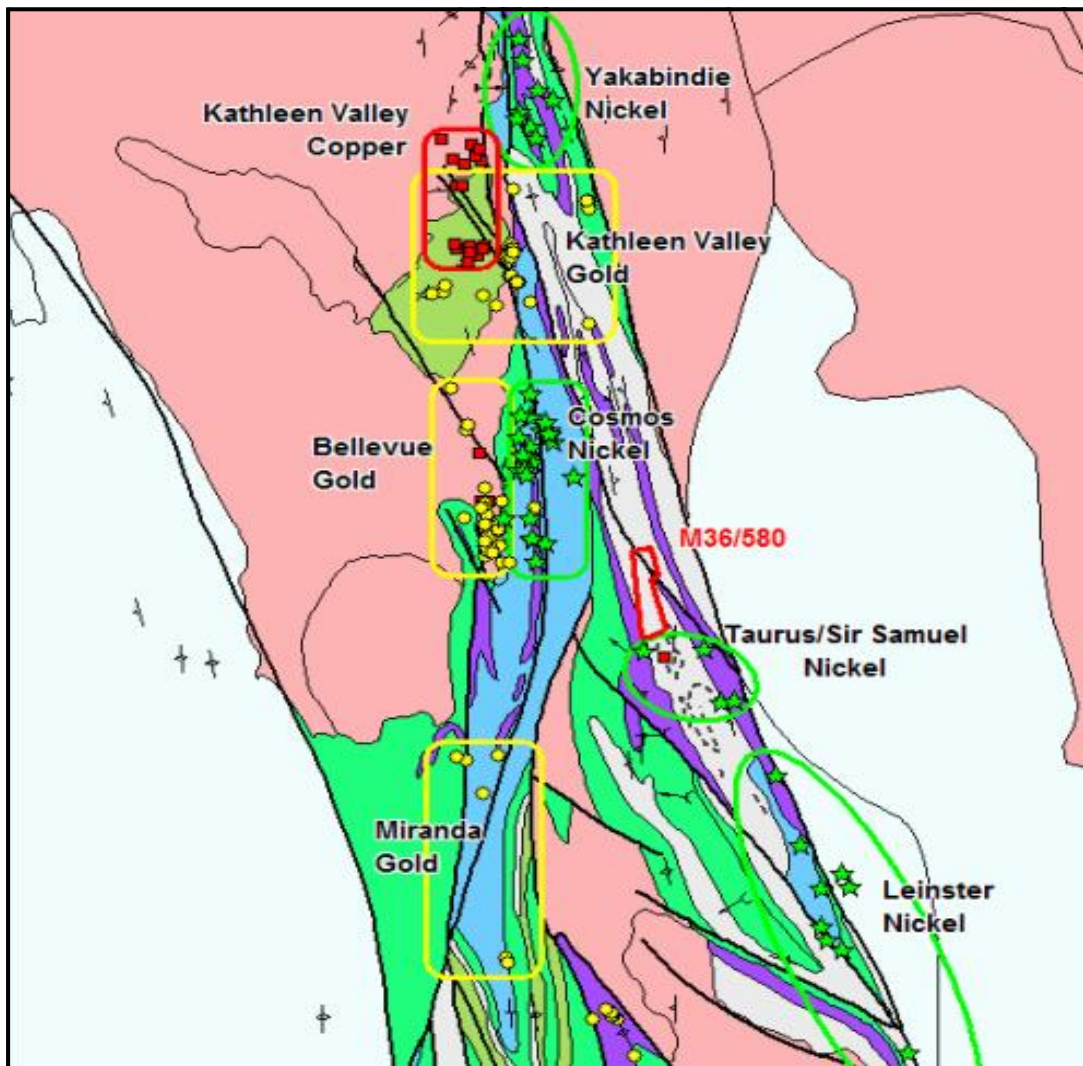 Yakabindie
Nickel
Kathleen Valley
Copper
Kathleen Valley
Gold
Cosmos
Nickel
Bellevue
Gold
M36/580
Taurus/Sir Samuel
Nickel
Miranda
Gold
Leinster
Nickel